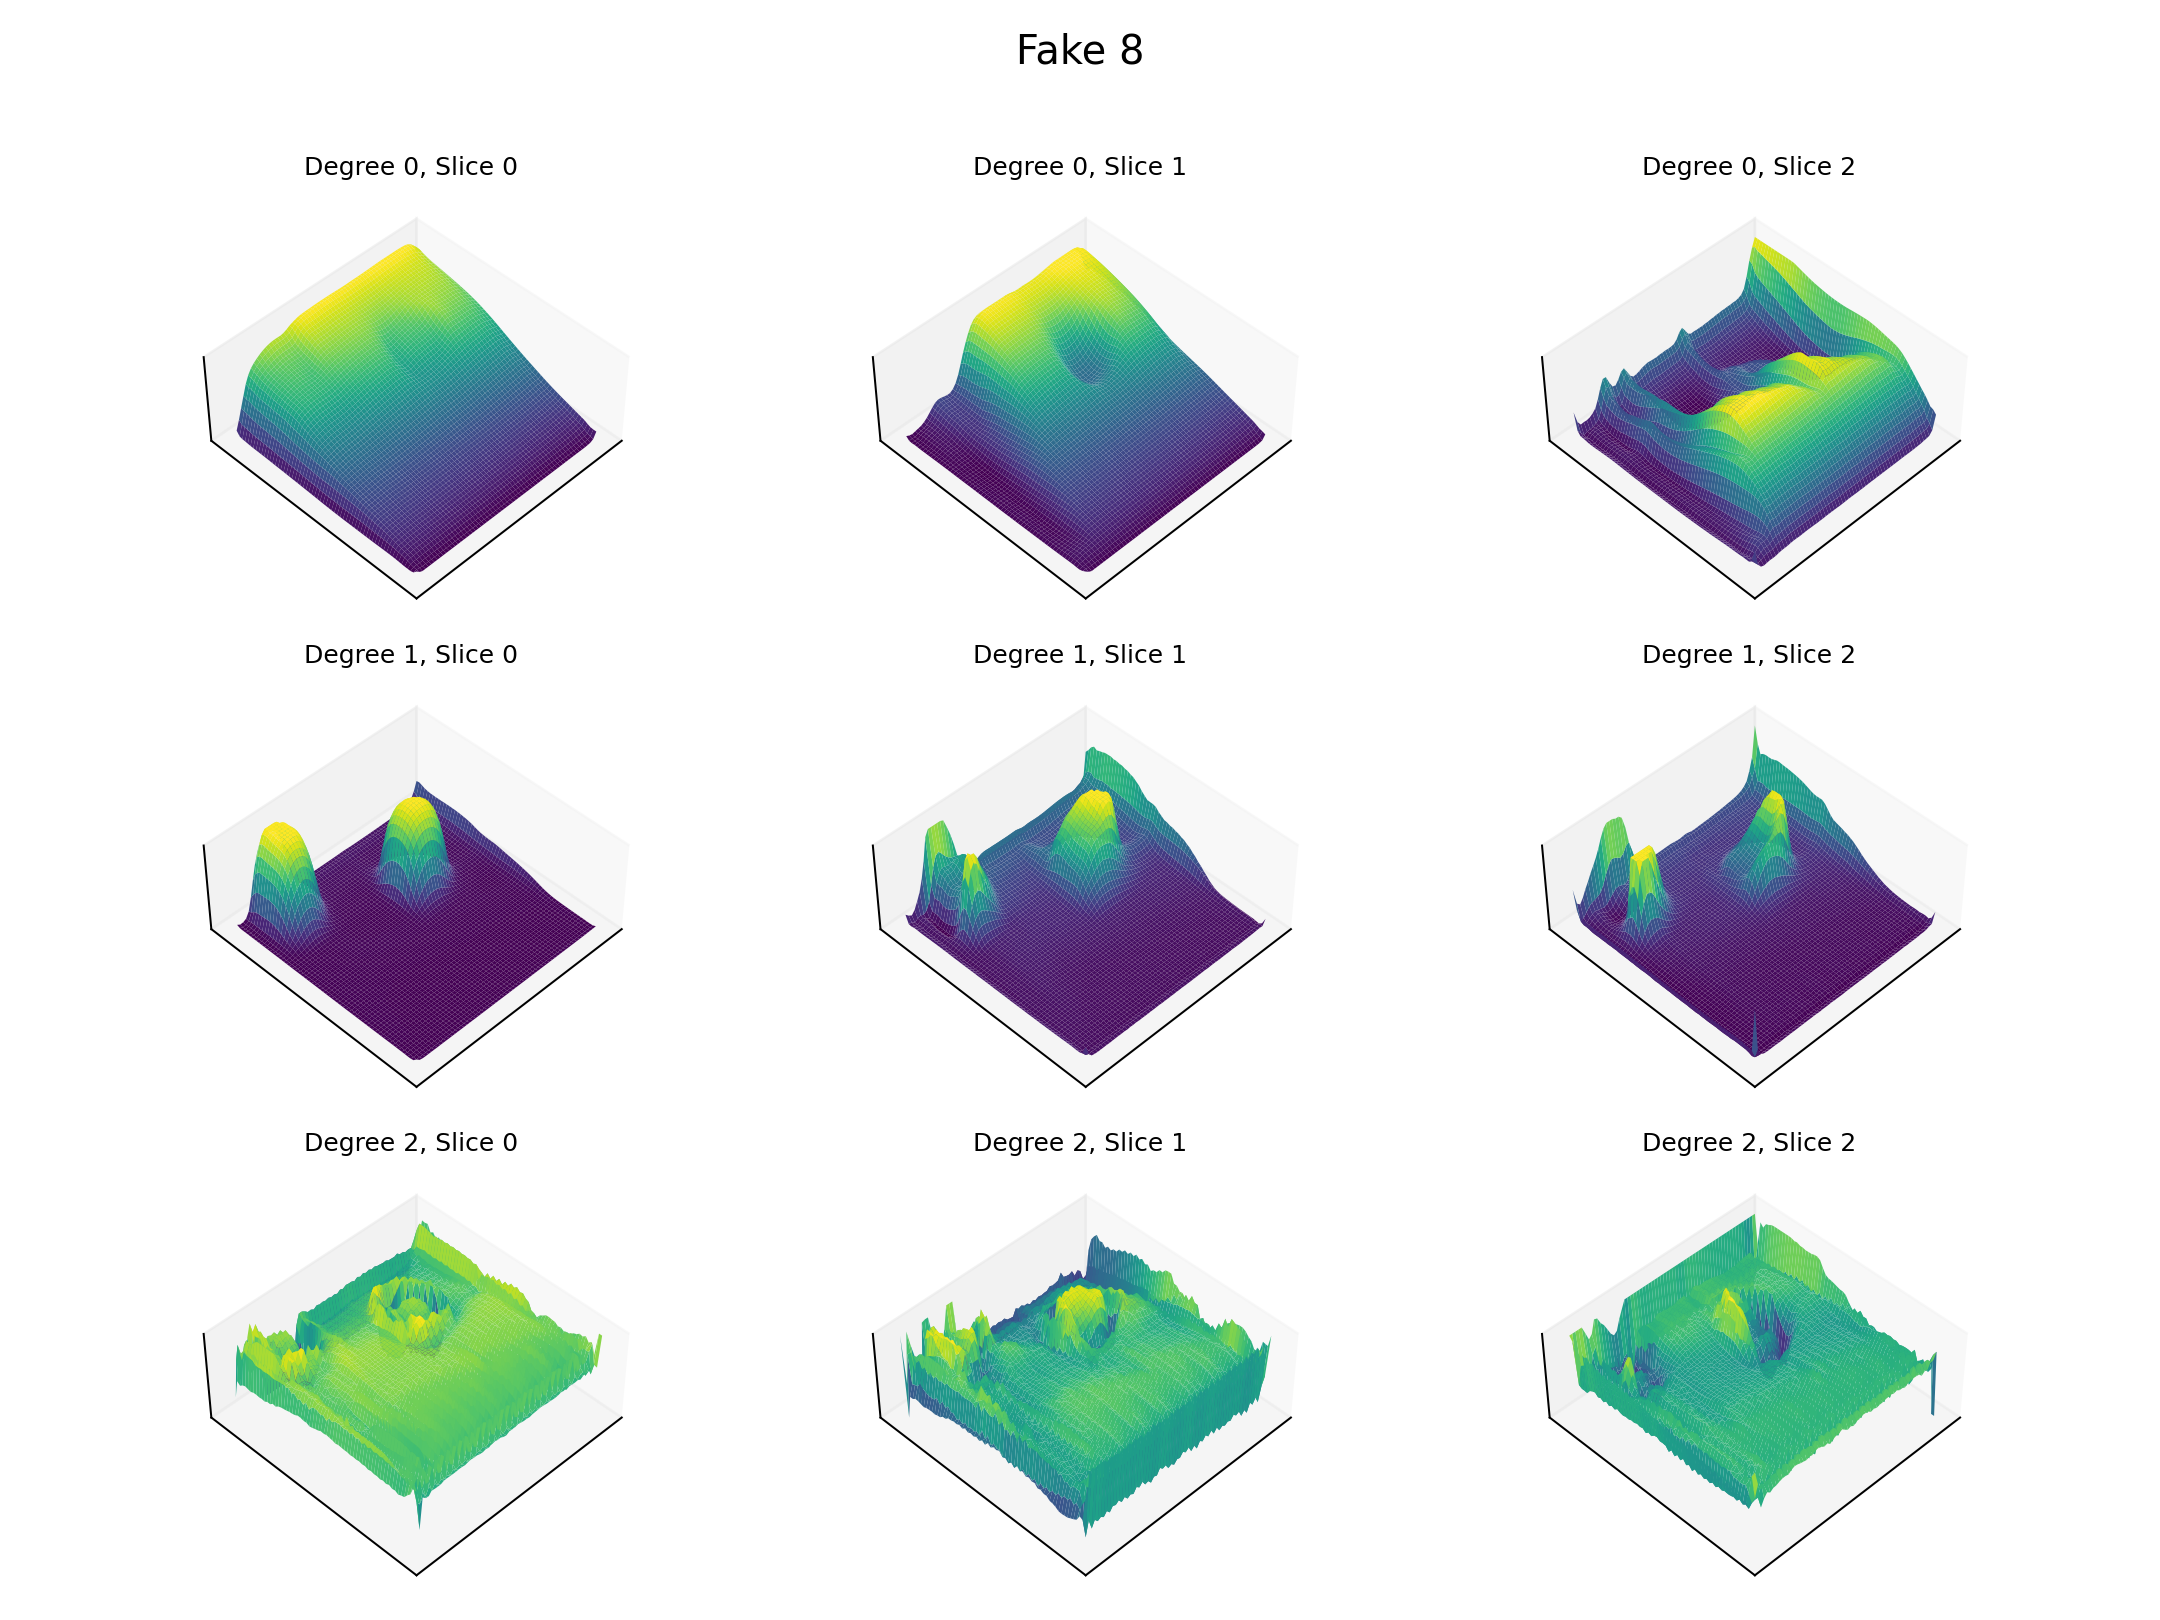 Fake 8
Degree 0, Slice 0
Degree 0, Slice 1
Degree 0, Slice 2
Degree 1, Slice 0
Degree 1, Slice 1
Degree 1, Slice 2
Degree 2, Slice 0
Degree 2, Slice 1
Degree 2, Slice 2